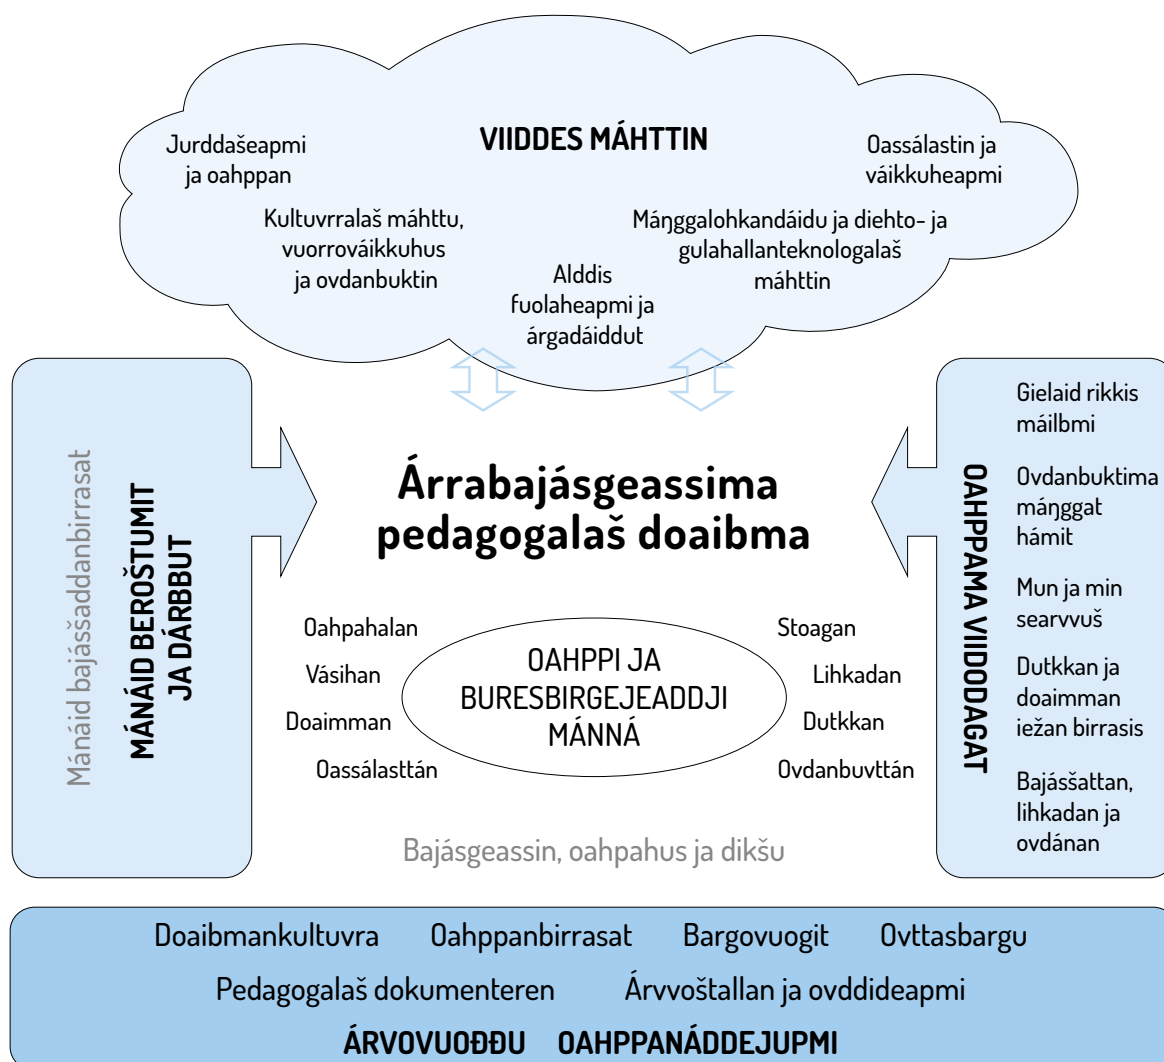 VIIDDES MÁHTTIN
Jurddašeapmi
ja oahppan
Kultuvrralaš máhttu,
vuorrováikkuhus
ja ovdanbuktin
Alddis
fuolaheapmi ja
árgadáiddut
Máŋggalohkandáidu ja diehto- ja
gulahallanteknologalaš
máhttin
Oassálastin ja
váikkuheapmi
Mánáid bajásšaddanbirrasat
MÁNÁID BEROŠTUMIT
JA DÁRBBUT
Árrabajásgeassima
pedagogalaš doaibma
Oahpahalan
Vásihan
Doaimman
Oassálasttán
OAHPPI JA
BURESBIRGEJEADDJI
MÁNNÁ
Stoagan
Lihkadan
Dutkkan
Ovdanbuvttán
Bajásgeassin, oahpahus ja dikšu
OAHPPAMA VIIDODAGAT
Gielaid rikkis
máilbmi
Ovdanbuktima
máŋggat
hámit
Mun ja min
searvvuš
Dutkkan ja
doaimman
iežan birrasis
Bajásšattan,
lihkadan ja
ovdánan
Doaibmankultuvra Oahppanbirrasat Bargovuogit Ovttasbargu
Pedagogalaš dokumenteren Árvvoštallan ja ovddideapmi
ÁRVOVUOĐĐU OAHPPANÁDDEJUPMI